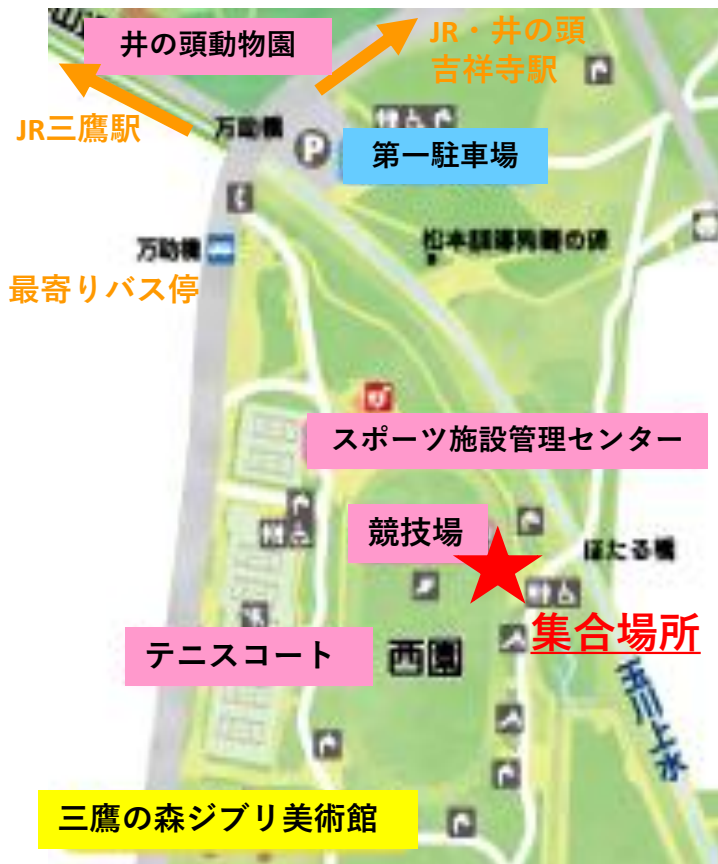 井の頭動物園
JR・井の頭
吉祥寺駅
JR三鷹駅
万助橋
P
第一駐車場
万助橋
最寄りバス停
松本訓導殉難の碑
スポーツ施設管理センター
競技場
ほたる橋
集合場所
テニスコート
西園
玉川上水
三鷹の森ジブリ美術館